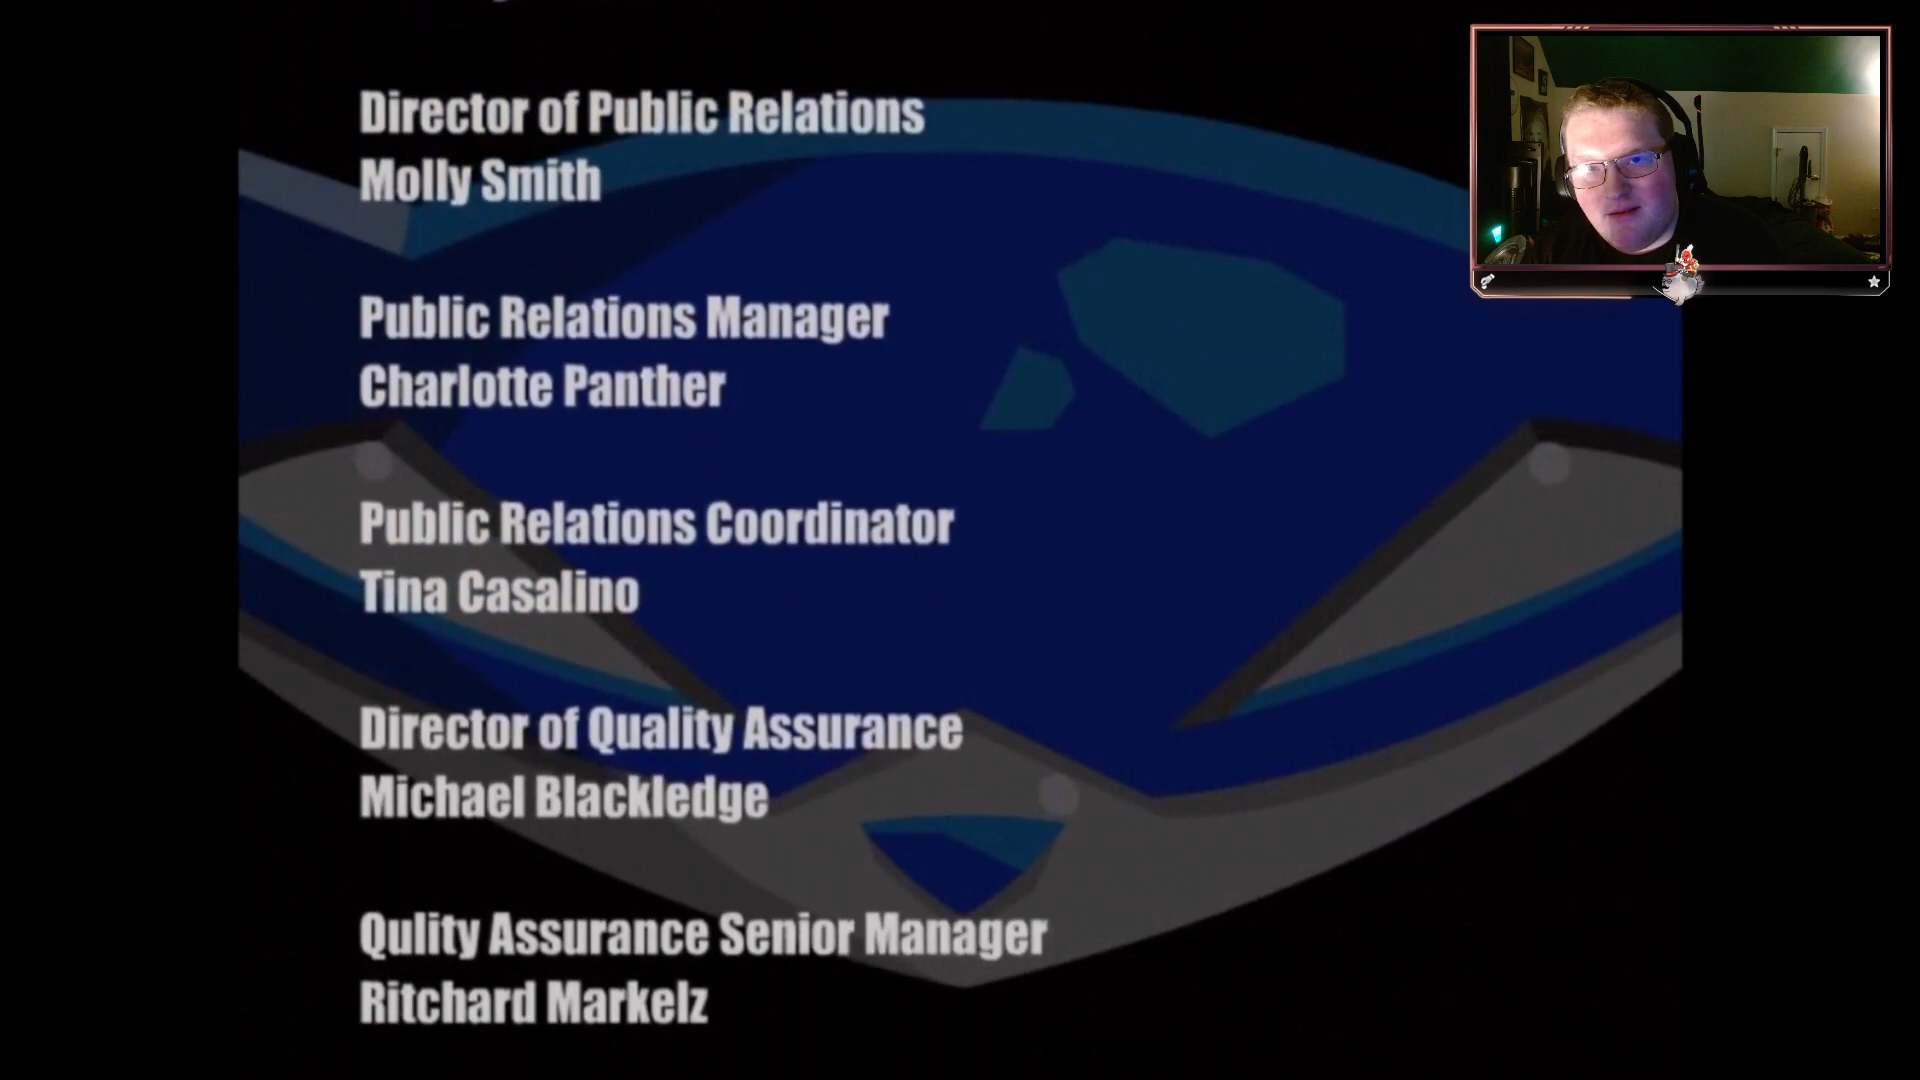 Director of Public Relations
Molly Smith
Public Relations Manager
Charlotte Panther
Public Relations Coordinator
Tina Casalino
Director of Quality Assurance
Michael Blackledge
Qulity Assurance Senior Manager
Ritchard Markelz